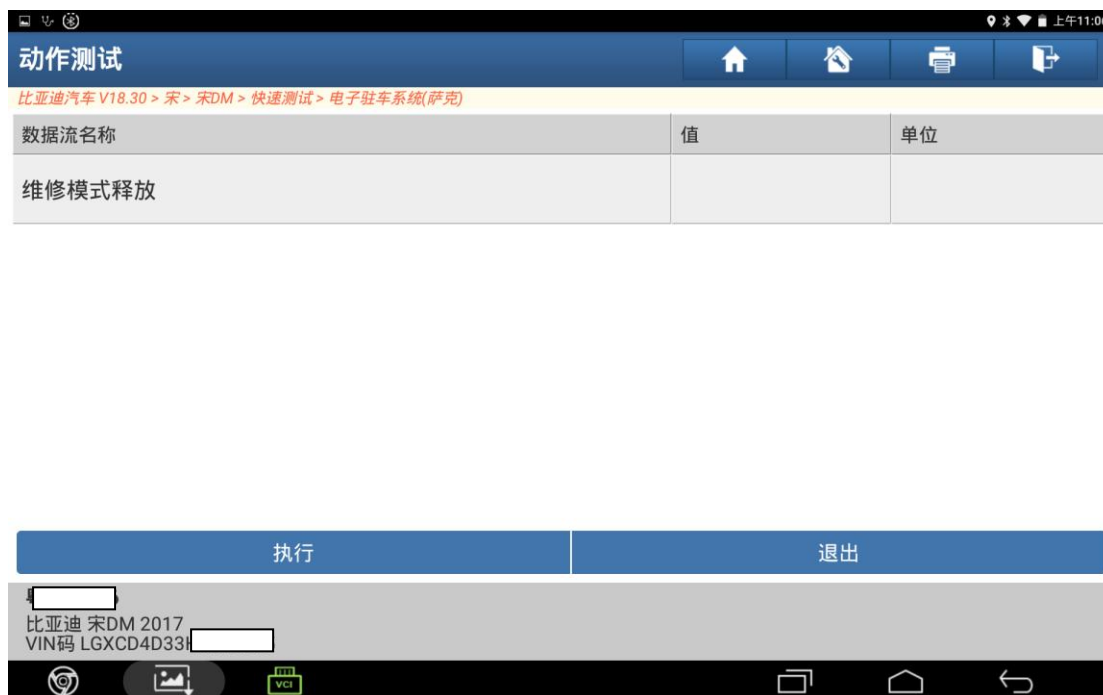 上午11:0
动作测试
比亚迪汽车 V18.30 > 宋 > 宋DM > 快速测试 > 电子驻车系统(萨克)
数据流名称 值 单位
维修模式释放
执行 退出
比亚迪 宋DM 2017
VIN码 LGXCD4D33
VCI